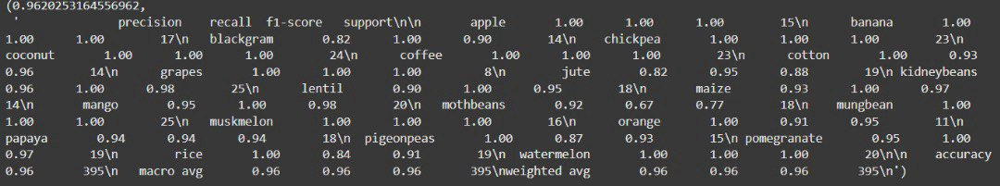 (0.9620253164556962,
' precision recall f1-score support\n\n apple 1.00 1.00 1.00 15\n banana 1.00
1.00 1.00 17\n blackgram 0.82 1.00 0.90 14\n chickpea 1.00 1.00 1.00 23\n
coconut 1.00 1.00 1.00 24\n coffee 1.00 1.00 1.00 23\n cotton 1.00 0.93
0.96 14\n grapes 1.00 1.00 1.00 8\n jute 0.82 0.95 0.88 19\n kidneybeans
0.96 1.00 0.98 25\n lentil 0.90 1.00 0.95 18\n maize 0.93 1.00 0.97
14\n mango 0.95 1.00 0.98 20\n mothbeans 0.92 0.67 0.77 18\n mungbean 1.00
1.00 1.00 25\n muskmelon 1.00 1.00 1.00 16\n orange 1.00 0.91 0.95 11\n
papaya 0.94 0.94 0.94 18\n pigeonpeas 1.00 0.87 0.93 15\n pomegranate 0.95 1.00
0.97 19\n rice 1.00 0.84 0.91 19\n watermelon 1.00 1.00 1.00 20\n\n accuracy
0.96 395\n macro avg 0.96 0.96 0.96 395\nweighted avg 0.96 0.96 0.96 395\n')